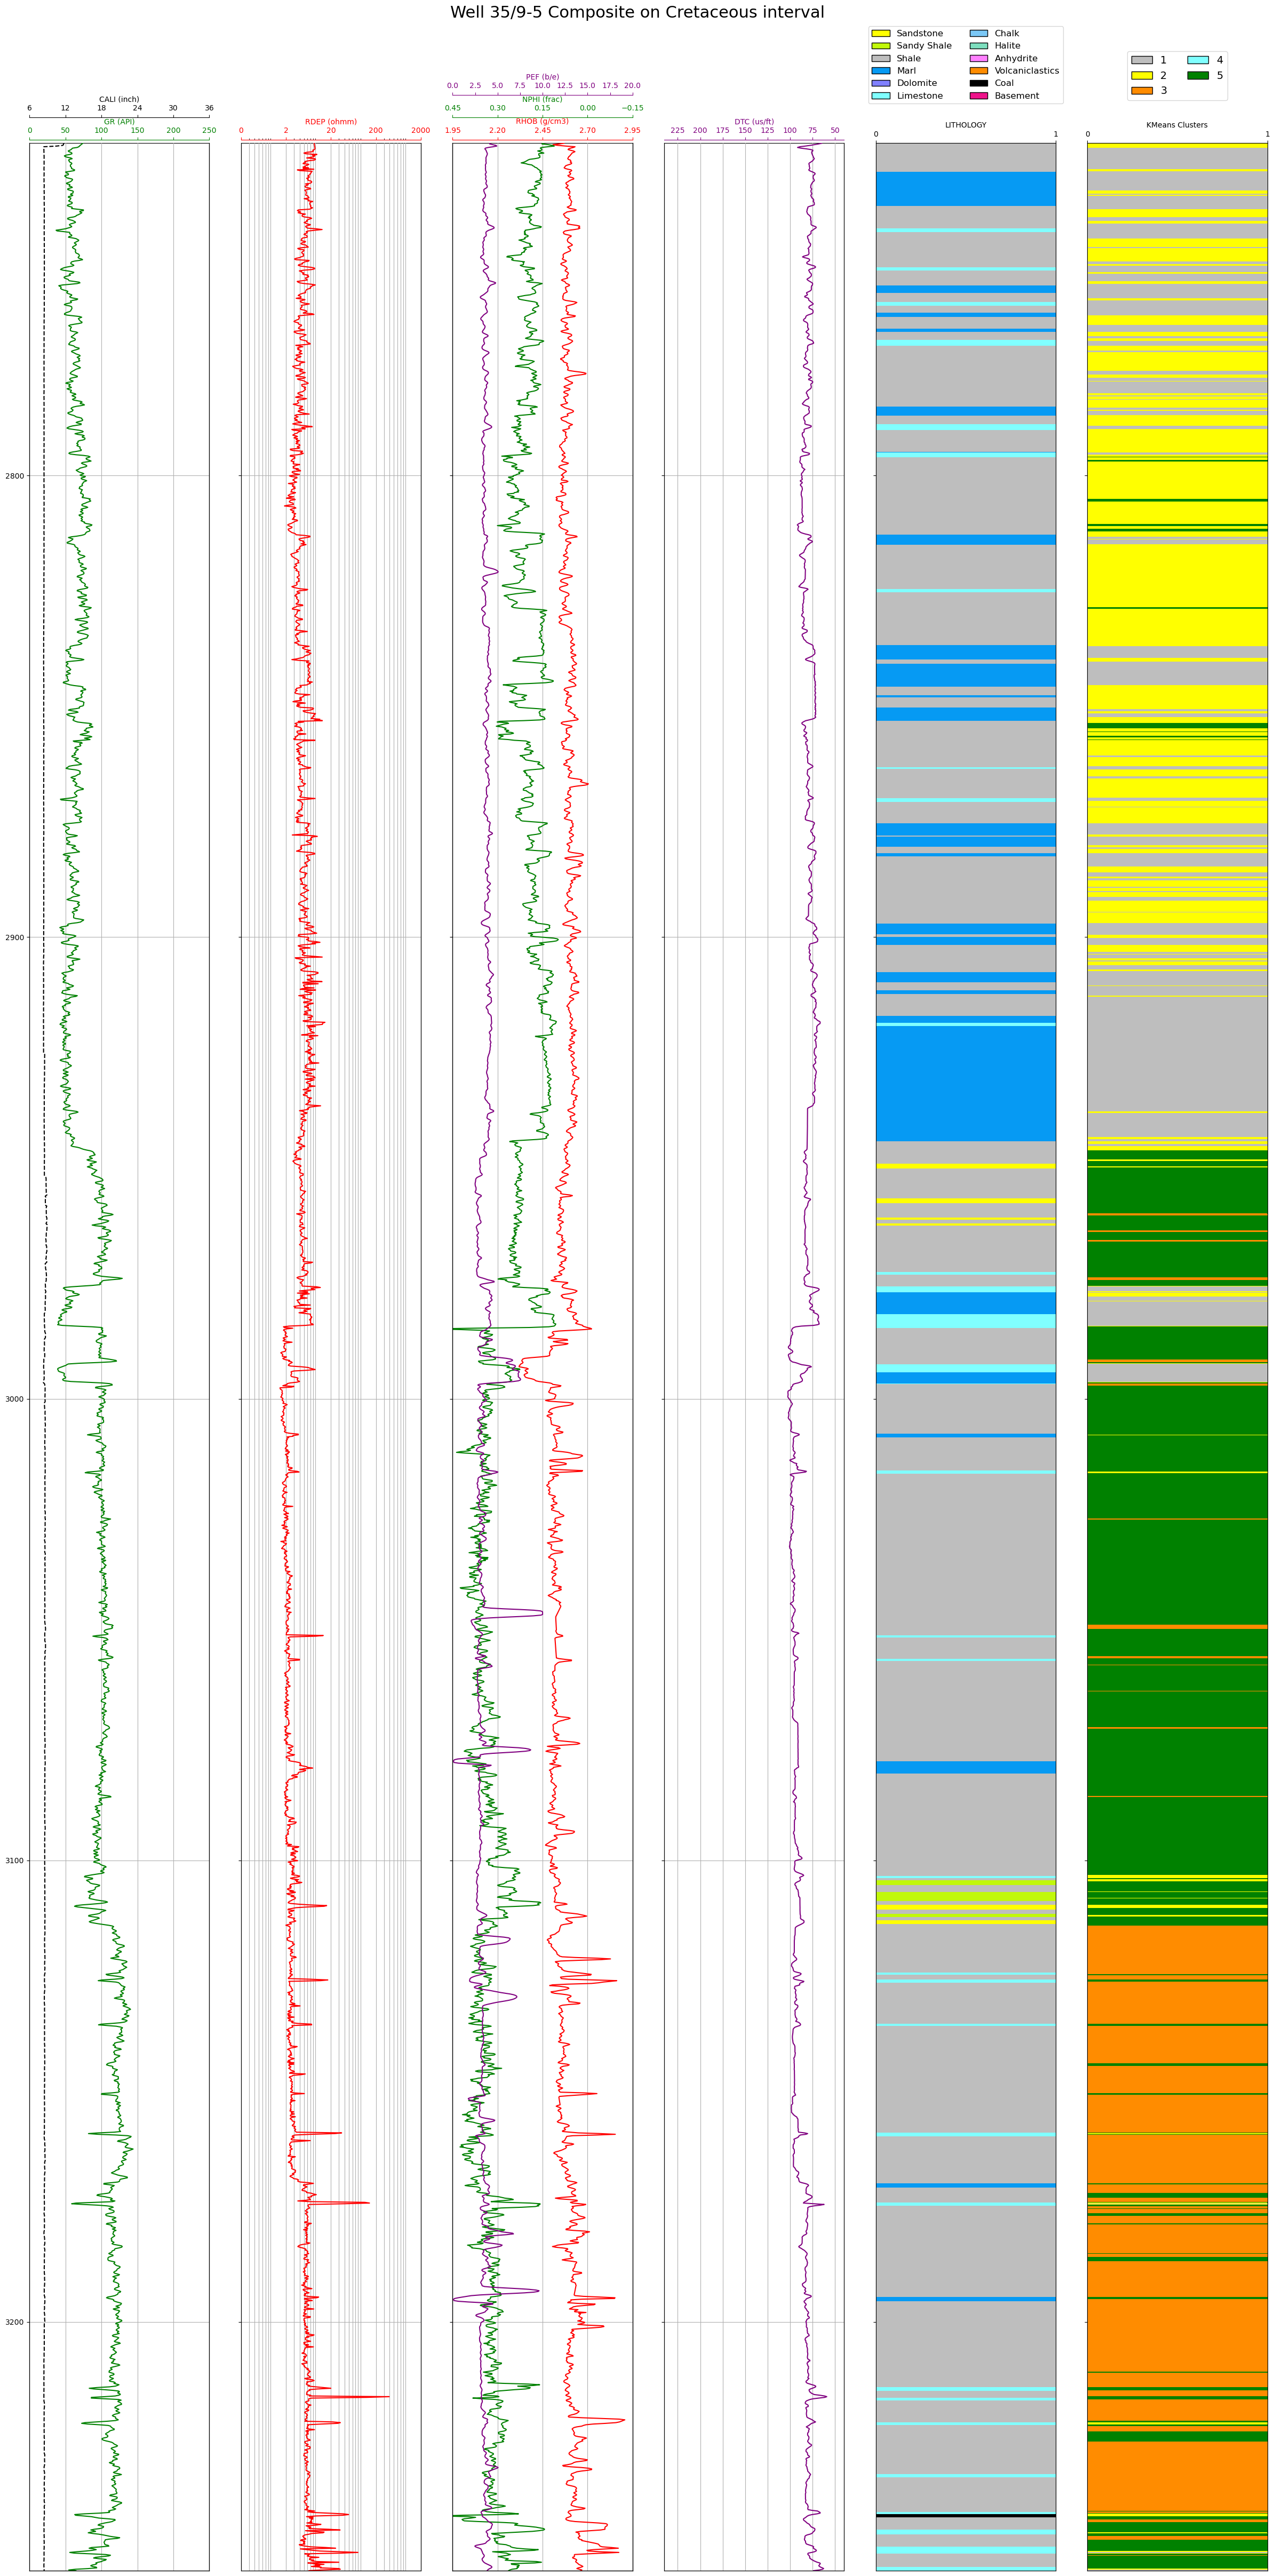 Well 35/9-5 Composite on Cretaceous interval
Sandstone Chalk
Sandy Shale Halite
Shale Anhydrite
Marl Volcaniclastics
Dolomite Coal
Limestone Basement
1 4
2 5
3
PEF (b/e)
0.0 2.5 5.0 7.5 10.0 12.5 15.0 17.5 20.0
CALI (inch)
6 12 18 24 30 36
NPHI (frac)
0.45 0.30 0.15 0.00 −0.15
GR (API)
0 50 100 150 200 250
RDEP (ohmm)
0 2 20 200 2000
RHOB (g/cm3)
1.95 2.20 2.45 2.70 2.95
DTC (us/ft)
225 200 175 150 125 100 75 50
LITHOLOGY
0 1
KMeans Clusters
0 1
2800
2900
3000
3100
3200